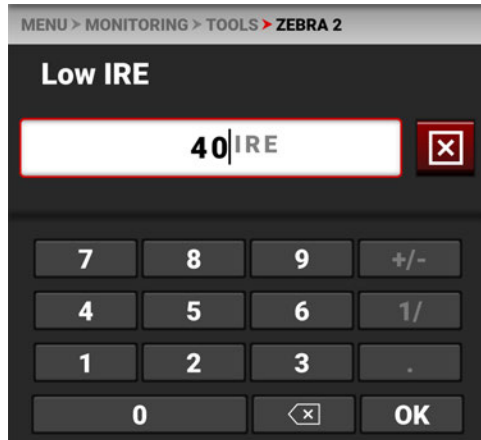 MENU > MONITORING > TOOLS > ZEBRA 2
Low IRE
40 IRE
7 8 9 +/-
4 5 6 1/
1 2 3 .
0 OK